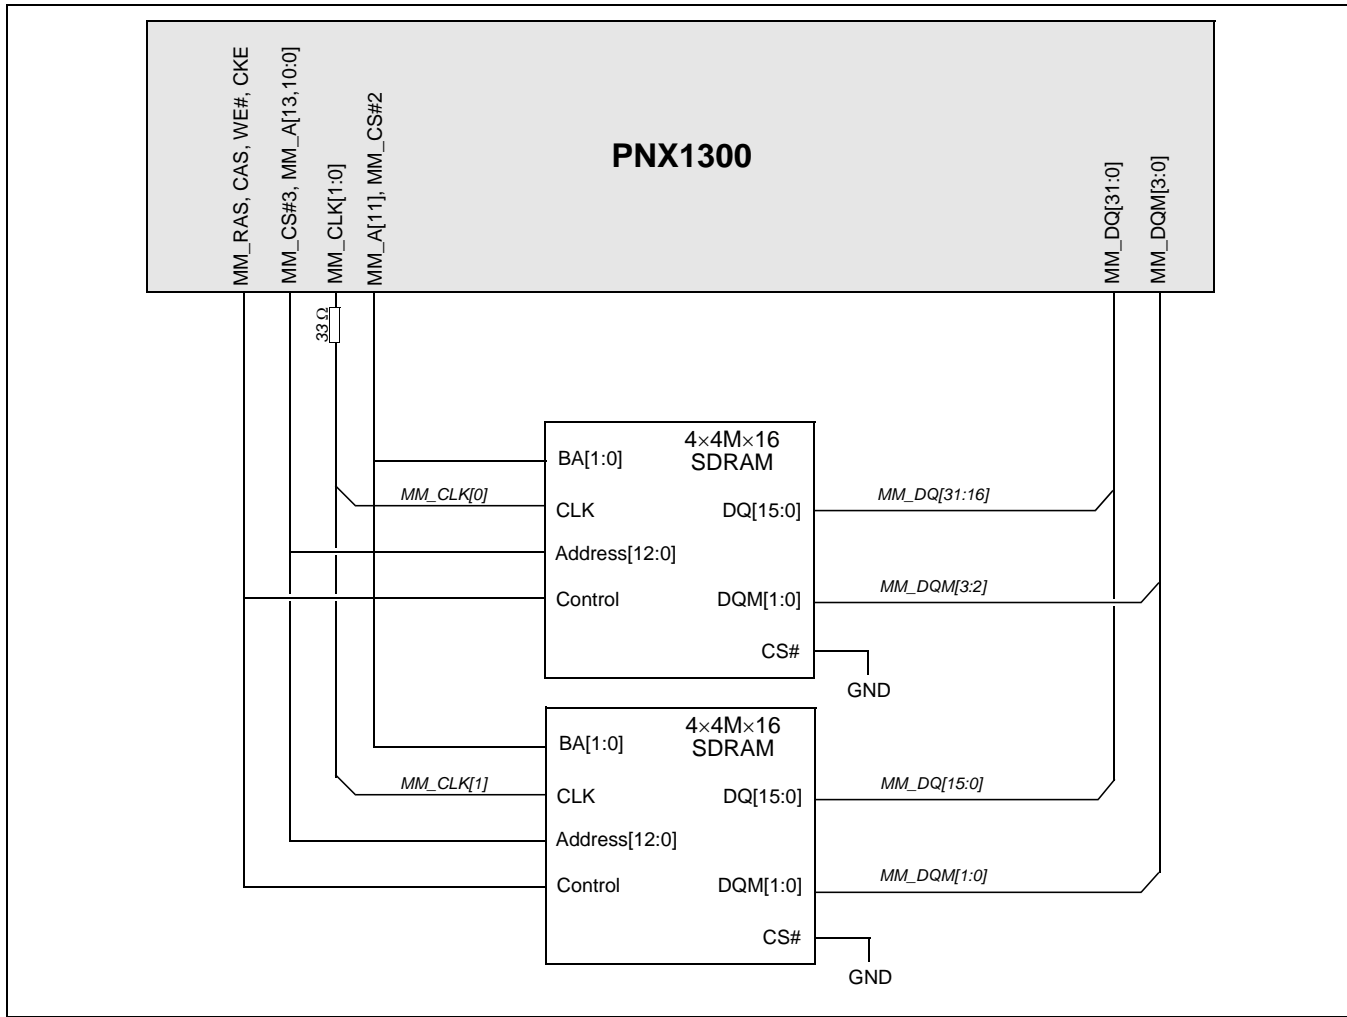 MM_RAS, CAS, WE#, CKE
MM_CS#3, MM_A[13,10:0]
MM_CLK[1:0]
MM_A[11], MM_CS#2
PNX1300
MM_DQ[31:0]
MM_DQM[3:0]
33 Ω
4×4M×16
SDRAM
BA[1:0]
MM_CLK[0]
CLK
DQ[15:0]
MM_DQ[31:16]
Address[12:0]
Control
DQM[1:0]
MM_DQM[3:2]
CS#
GND
4×4M×16
SDRAM
BA[1:0]
MM_CLK[1]
CLK
DQ[15:0]
MM_DQ[15:0]
Address[12:0]
Control
DQM[1:0]
MM_DQM[1:0]
CS#
GND